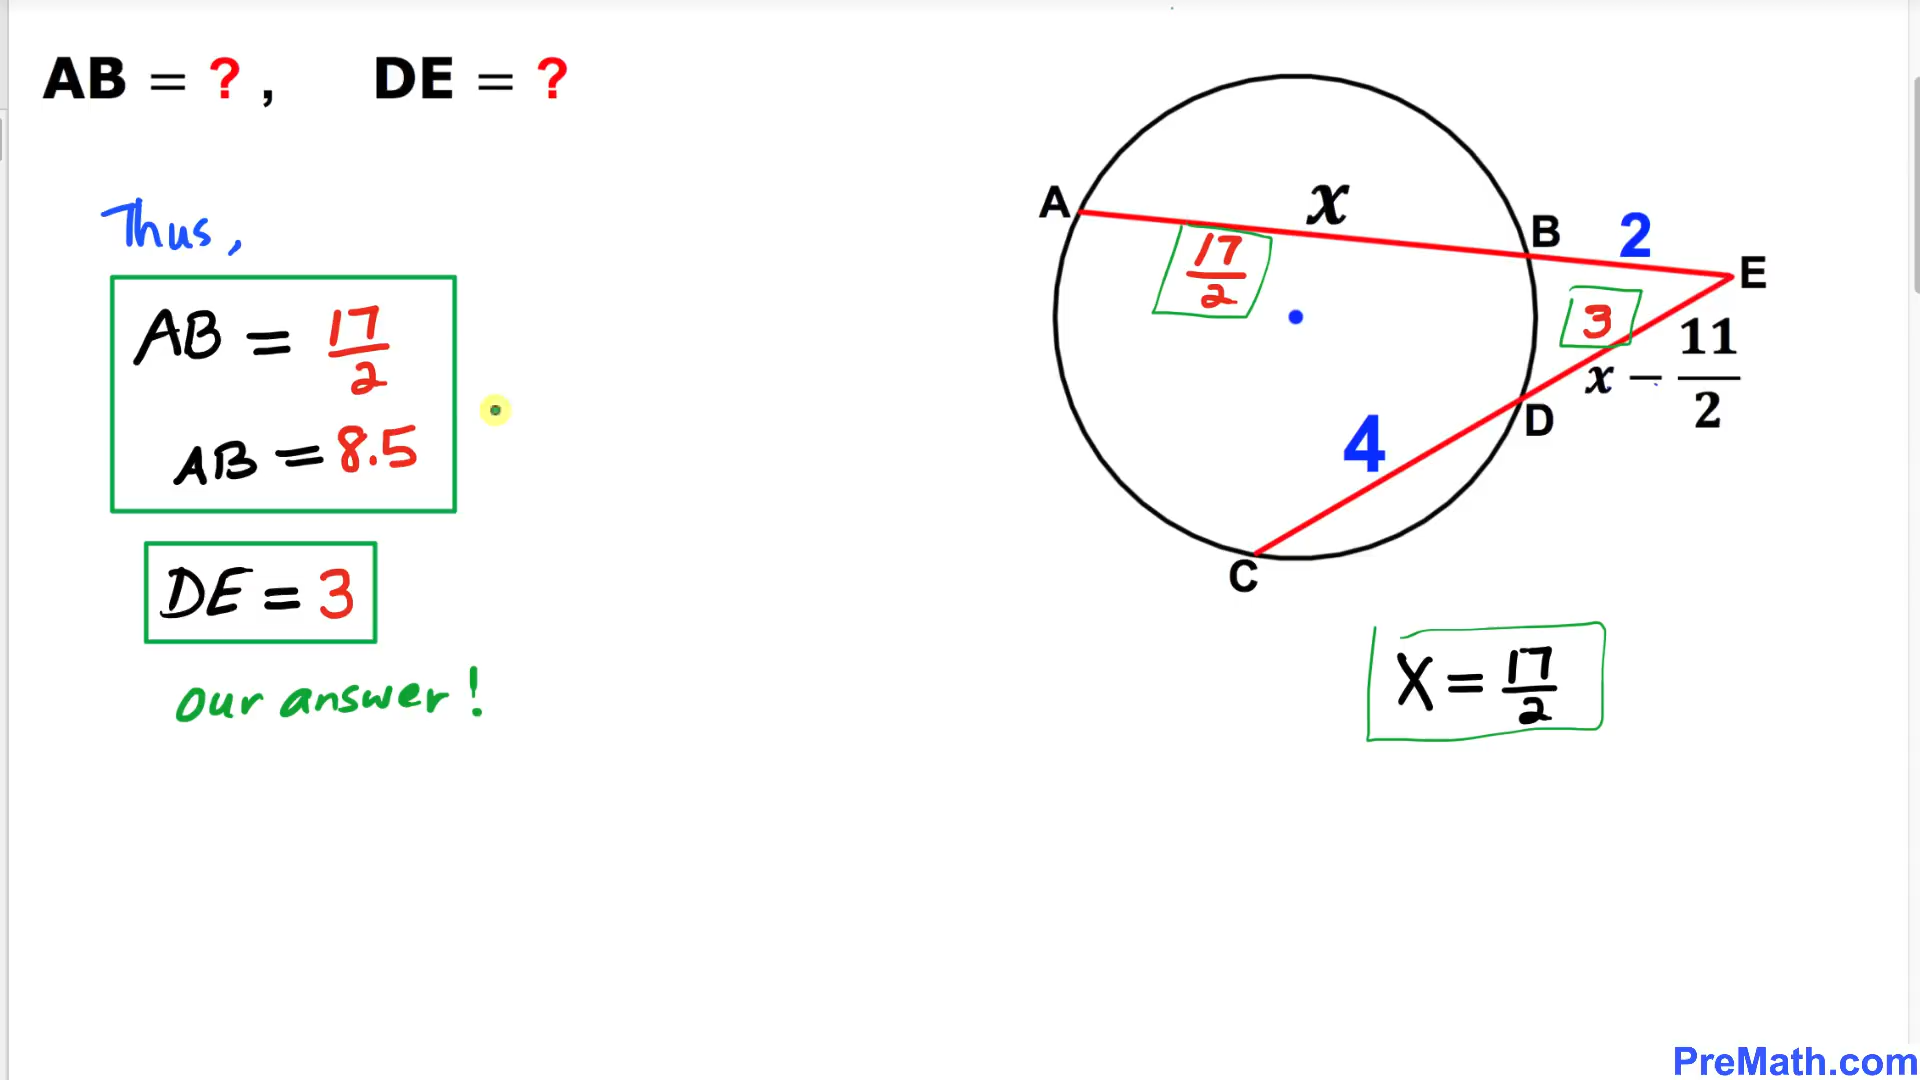 AB = ? , DE = ?
Thus,
AB = 17/2
AB = 8.5
DE = 3
our answer!
A
x
B
2
E
17/2
3
x − 11/2
D
4
C
X = 17/2
PreMath.com